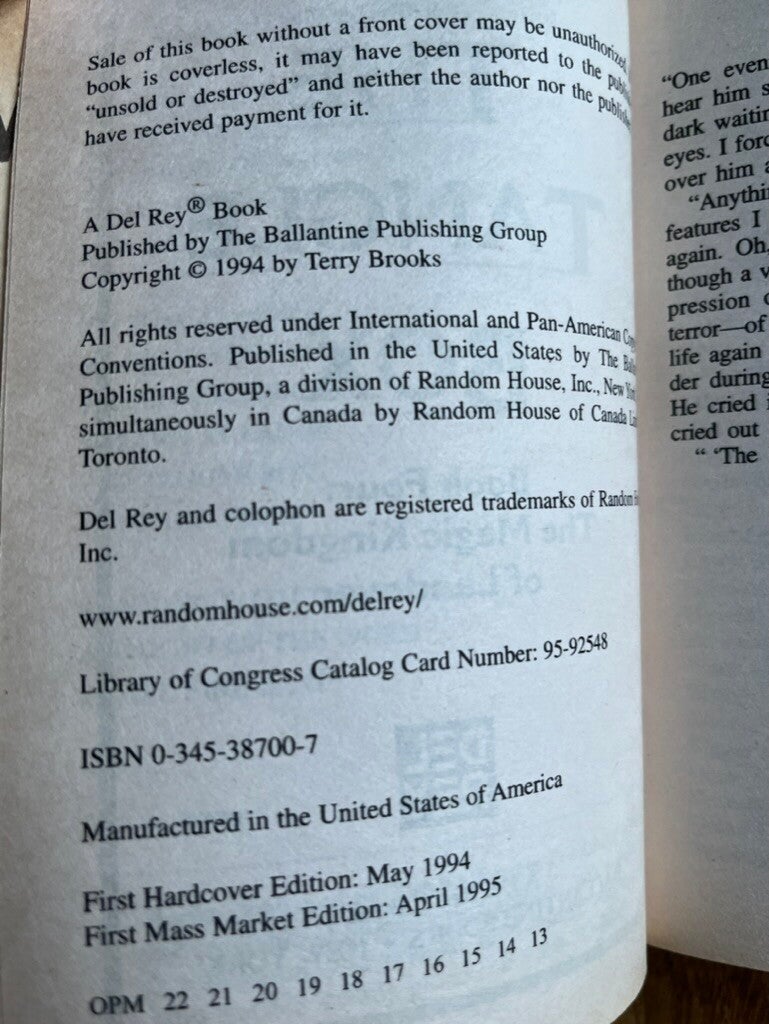 Sale of this book without a front cover may be unauthorized.
book is coverless, it may have been reported to the
"unsold or destroyed" and neither the author nor the
have received payment for it.
A Del Rey® Book
Published by The Ballantine Publishing Group
Copyright © 1994 by Terry Brooks
All rights reserved under International and Pan-American
Conventions. Published in the United States by The
Publishing Group, a division of Random House, Inc., New
simultaneously in Canada by Random House of Canada
Toronto.
Del Rey and colophon are registered trademarks of Random
Inc.
www.randomhouse.com/delrey/
Library of Congress Catalog Card Number: 95-92548
ISBN 0-345-38700-7
Manufactured in the United States of America
First Hardcover Edition: May 1994
First Mass Market Edition: April 1995
OPM 22 21 20 19 18 17 16 15 14 13
"One even
hear him s
dark waitin
eyes. I forc
over him a
"Anythi
features I
again. Oh,
though a v
pression
terror—of
life again
der during
He cried i
cried out
" 'The